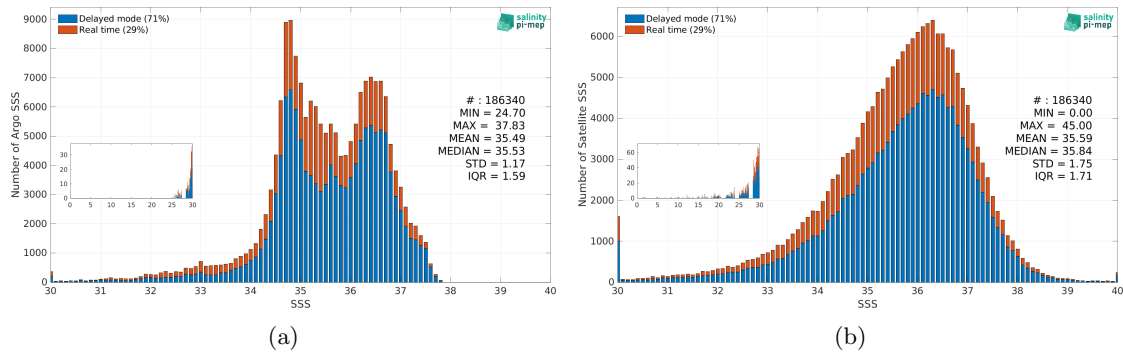 Delayed mode (71%)
Real time (29%)
salinity
pi-mep
9000
8000
7000
6000
5000
4000
3000
2000
1000
0
Number of Argo SSS
# : 186340
MIN = 24.70
MAX = 37.83
MEAN = 35.49
MEDIAN = 35.53
STD = 1.17
IQR = 1.59
30
20
10
0
0 5 10 15 20 25 30
30 31 32 33 34 35 36 37 38 39 40
SSS
(a)
Delayed mode (71%)
Real time (29%)
salinity
pi-mep
6000
5000
4000
3000
2000
1000
0
Number of Satellite SSS
# : 186340
MIN = 0.00
MAX = 45.00
MEAN = 35.59
MEDIAN = 35.84
STD = 1.75
IQR = 1.71
60
40
20
0
0 5 10 15 20 25 30
30 31 32 33 34 35 36 37 38 39 40
SSS
(b)